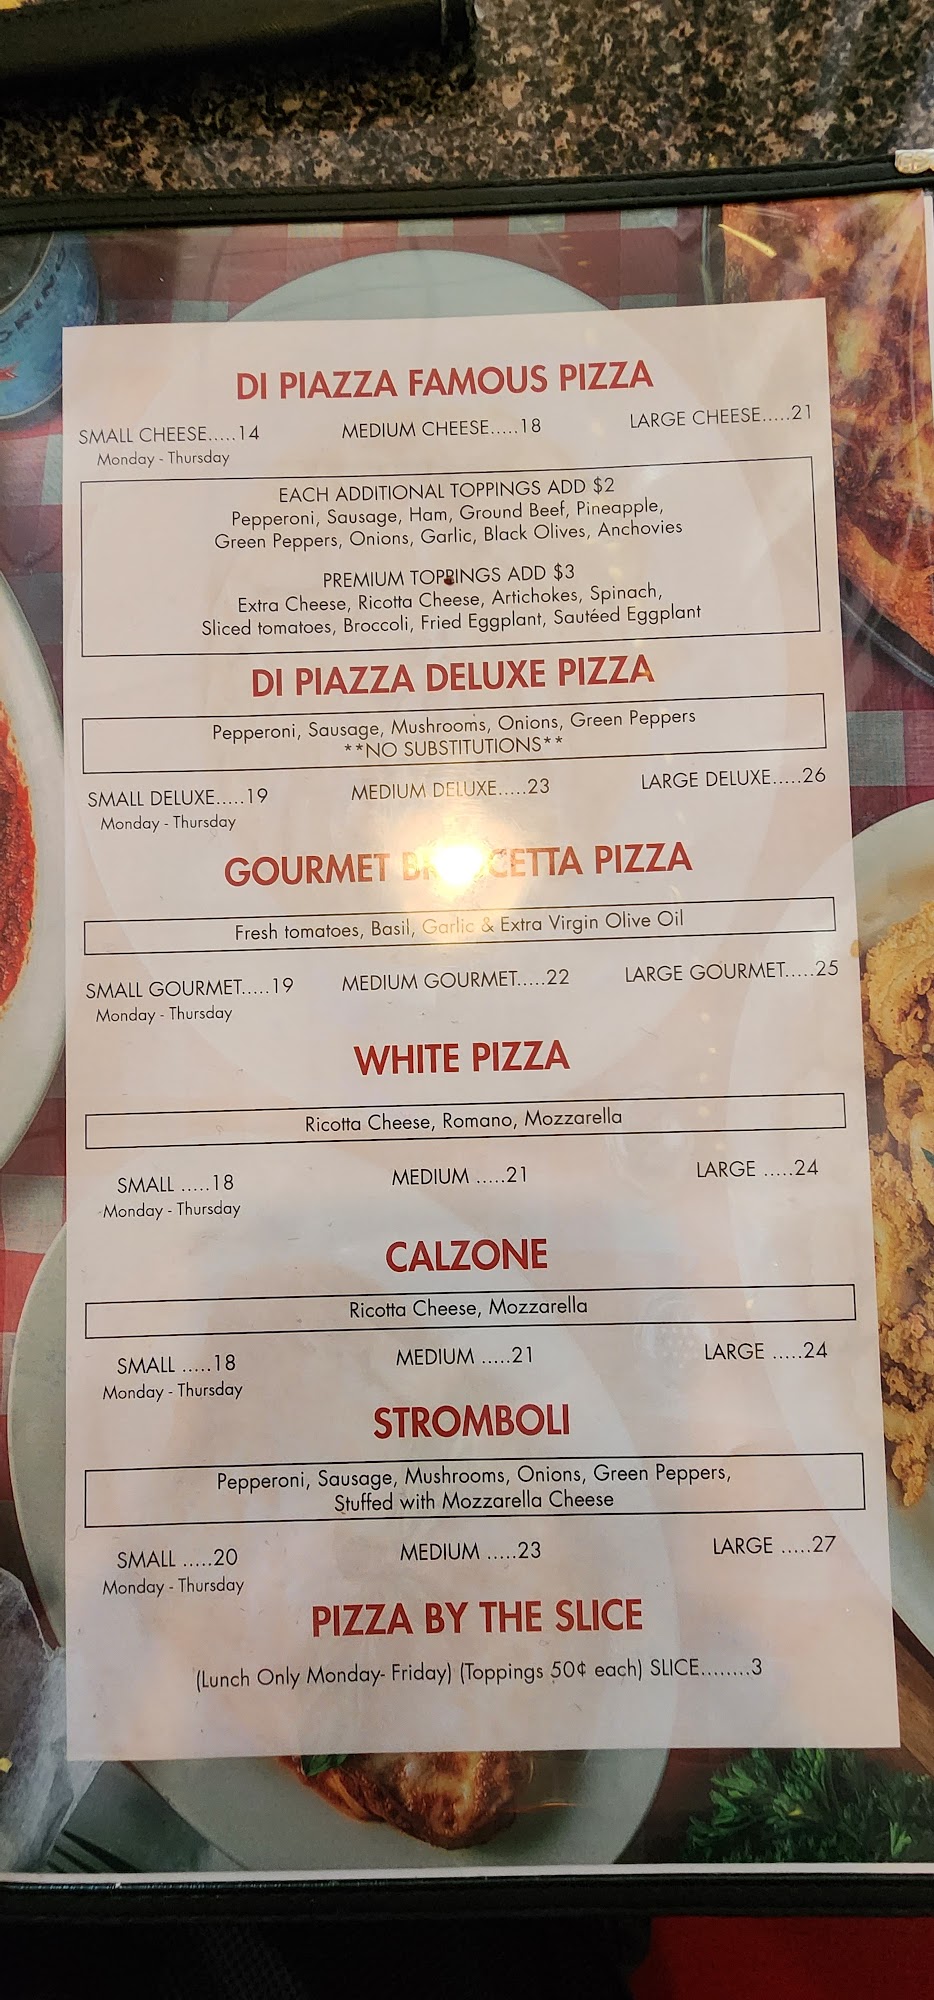 DI PIAZZA FAMOUS PIZZA
SMALL CHEESE.....14 MEDIUM CHEESE.....18 LARGE CHEESE.....21
Monday - Thursday
EACH ADDITIONAL TOPPINGS ADD $2
Pepperoni, Sausage, Ham, Ground Beef, Pineapple,
Green Peppers, Onions, Garlic, Black Olives, Anchovies
PREMIUM TOPPINGS ADD $3
Extra Cheese, Ricotta Cheese, Artichokes, Spinach,
Sliced tomatoes, Broccoli, Fried Eggplant, Sautéed Eggplant
DI PIAZZA DELUXE PIZZA
Pepperoni, Sausage, Mushrooms, Onions, Green Peppers
**NO SUBSTITUTIONS**
SMALL DELUXE.....19 MEDIUM DELUXE.....23 LARGE DELUXE.....26
Monday - Thursday
GOURMET PIZZA
Fresh tomatoes, Basil, Garlic & Extra Virgin Olive Oil
SMALL GOURMET.....19 MEDIUM GOURMET.....22 LARGE GOURMET.....25
Monday - Thursday
WHITE PIZZA
Ricotta Cheese, Romano, Mozzarella
SMALL .....18 MEDIUM .....21 LARGE .....24
Monday - Thursday
CALZONE
Ricotta Cheese, Mozzarella
SMALL .....18 MEDIUM .....21 LARGE .....24
Monday - Thursday
STROMBOLI
Pepperoni, Sausage, Mushrooms, Onions, Green Peppers,
Stuffed with Mozzarella Cheese
SMALL .....20 MEDIUM .....23 LARGE .....27
Monday - Thursday
PIZZA BY THE SLICE
(Lunch Only Monday- Friday) (Toppings 50¢ each) SLICE........3